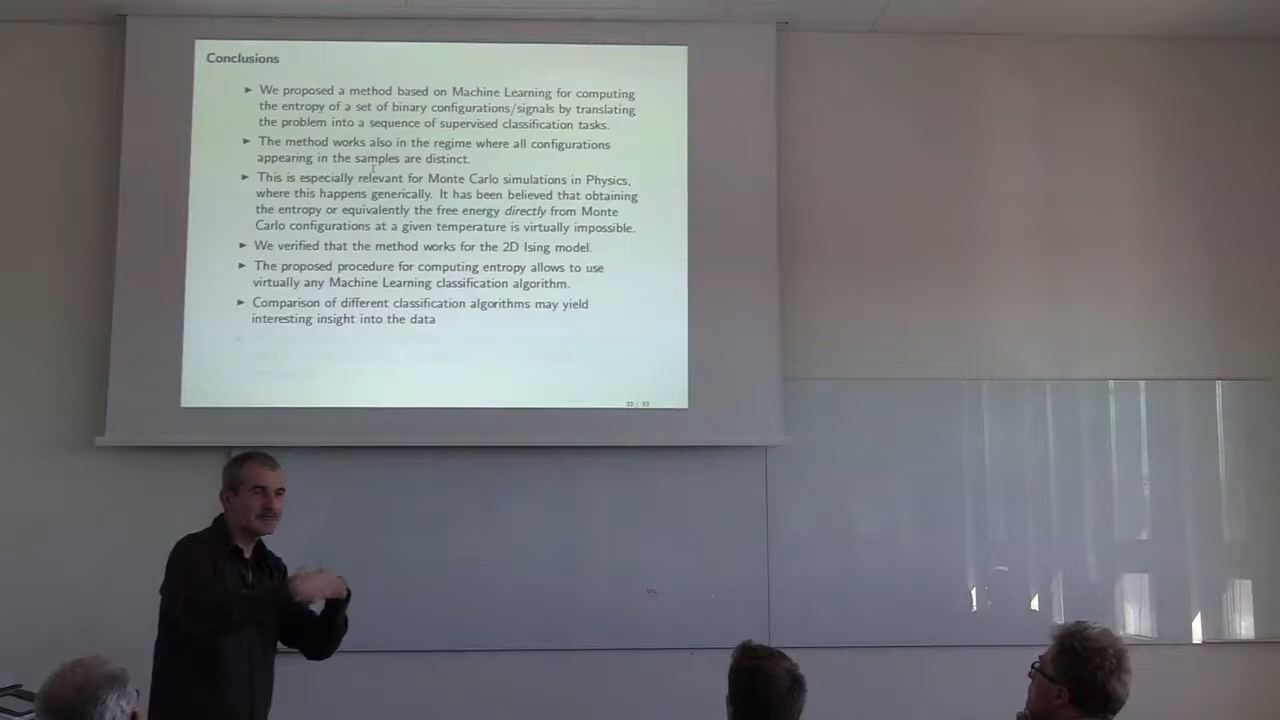 Conclusions
► We proposed a method based on Machine Learning for computing
the entropy of a set of binary configurations/signals by translating
the problem into a sequence of supervised classification tasks.
► The method works also in the regime where all configurations
appearing in the samples are distinct.
► This is especially relevant for Monte Carlo simulations in Physics,
where this happens generically. It has been believed that obtaining
the entropy or equivalently the free energy directly from Monte
Carlo configurations at a given temperature is virtually impossible.
► We verified that the method works for the 2D Ising model.
► The proposed procedure for computing entropy allows to use
virtually any Machine Learning classification algorithm.
► Comparison of different classification algorithms may yield
interesting insight into the data